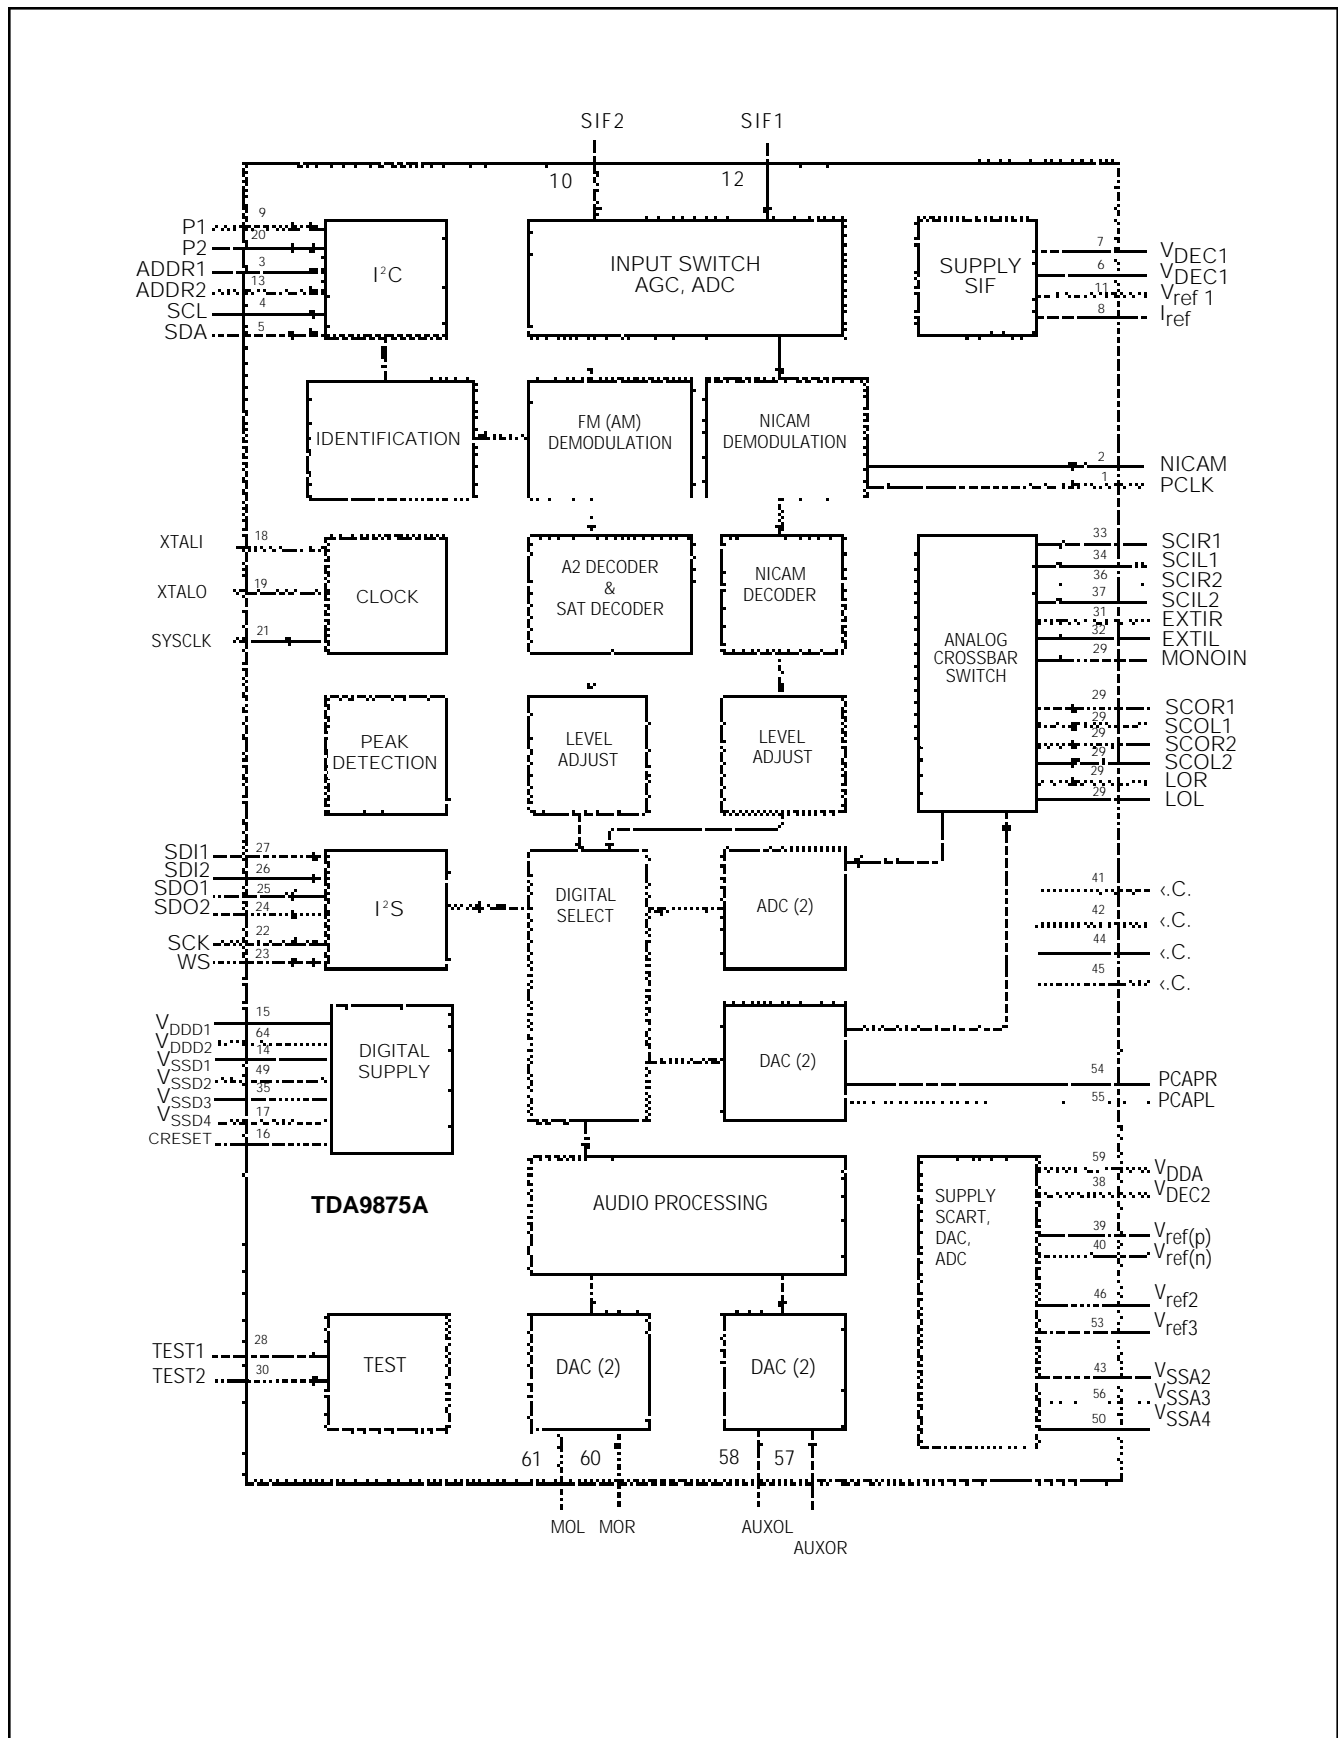 SIF2
SIF1
10
12
P1
9
P2
20
ADDR1
3
ADDR2
13
SCL
4
SDA
5
I²C
INPUT SWITCH
AGC, ADC
SUPPLY
SIF
7
VDEC1
6
VDEC1
11
Vref 1
8
Iref
IDENTIFICATION
FM (AM)
DEMODULATION
NICAM
DEMODULATION
2
NICAM
1
PCLK
XTALI
18
XTALO
19
SYSCLK
21
CLOCK
A2 DECODER
&
SAT DECODER
NICAM
DECODER
ANALOG
CROSSBAR
SWITCH
33
SCIR1
34
SCIL1
36
SCIR2
37
SCIL2
31
EXTIR
32
EXTIL
29
MONOIN
29
SCOR1
29
SCOL1
29
SCOR2
29
SCOL2
29
LOR
29
LOL
PEAK
DETECTION
LEVEL
ADJUST
LEVEL
ADJUST
SDI1
27
SDI2
26
SDO1
25
SDO2
24
SCK
22
WS
23
I²S
DIGITAL
SELECT
ADC (2)
41
.C.
42
.C.
44
.C.
45
.C.
VDDD1
15
VDDD2
64
VSSD1
14
VSSD2
49
VSSD3
35
VSSD4
17
CRESET
16
DIGITAL
SUPPLY
DAC (2)
54
PCAPR
55
PCAPL
TDA9875A
AUDIO PROCESSING
SUPPLY
SCART,
DAC,
ADC
59
VDDA
38
VDEC2
39
Vref(p)
40
Vref(n)
46
Vref2
53
Vref3
43
VSSA2
56
VSSA3
50
VSSA4
TEST1
28
TEST2
30
TEST
DAC (2)
DAC (2)
61
60
58
57
MOL
MOR
AUXOL
AUXOR